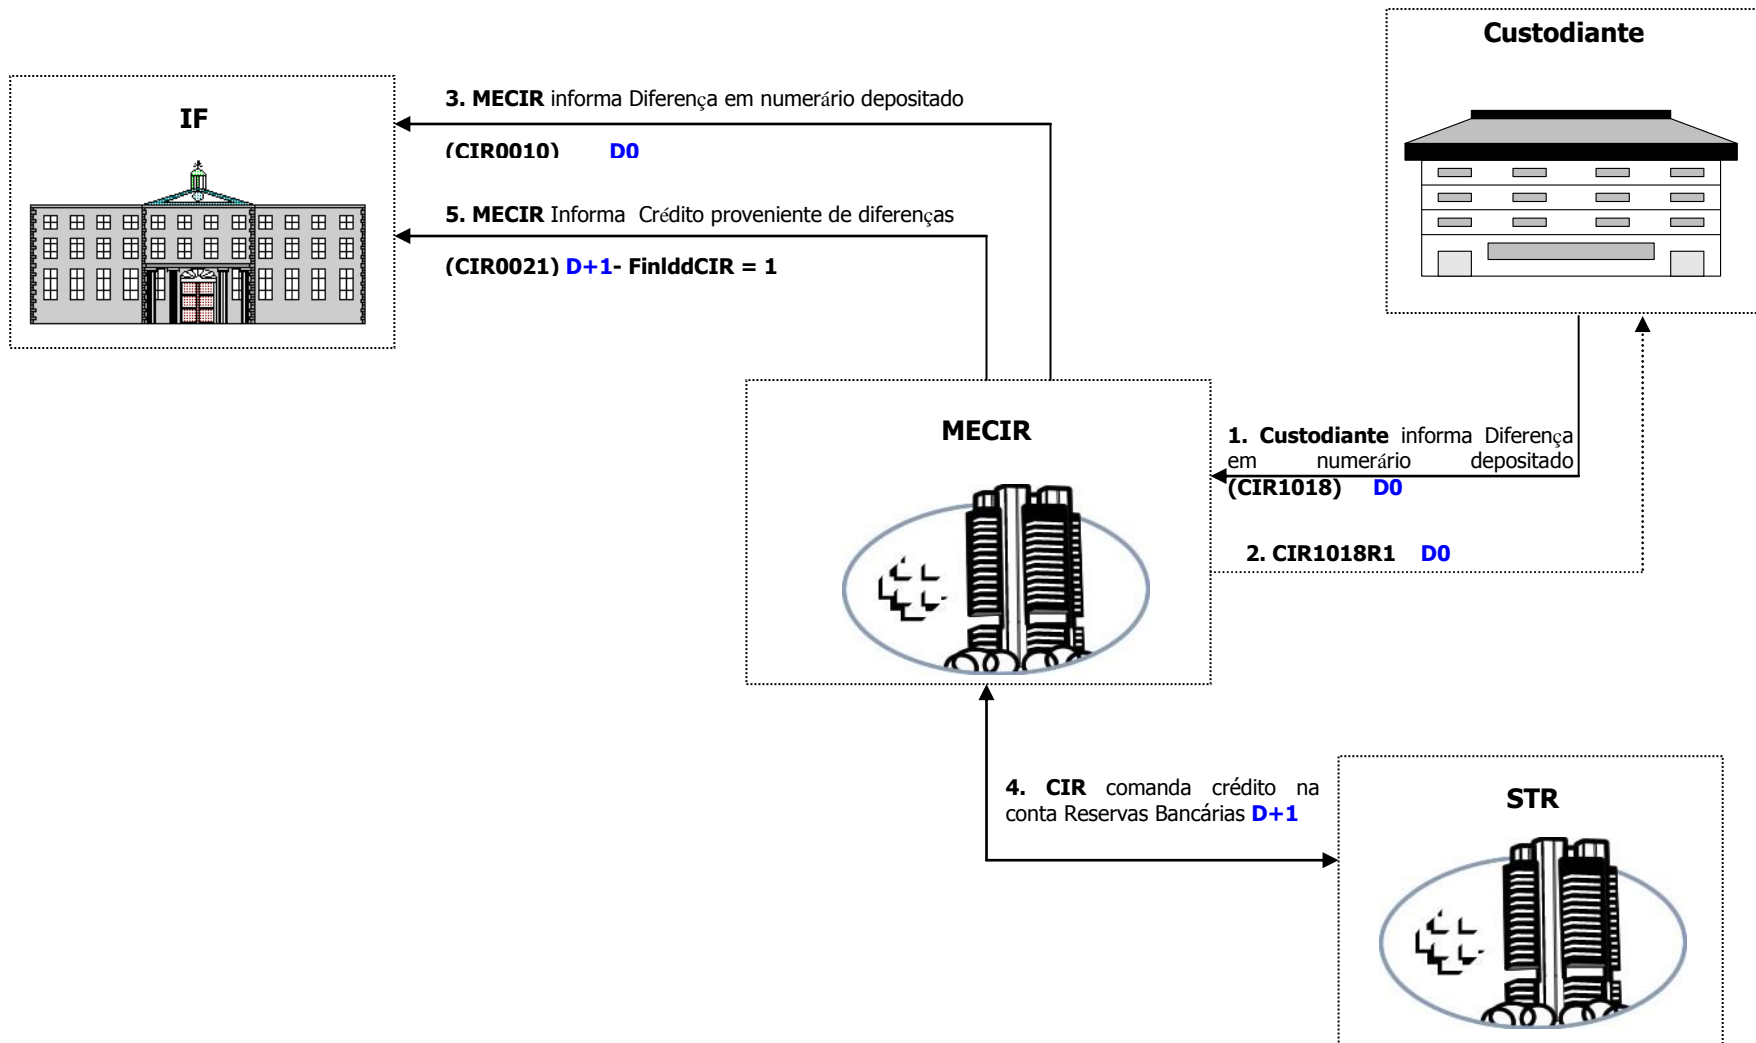 Custodiante
IF
3. MECIR informa Diferença em numerário depositado
(CIR0010) D0
5. MECIR Informa Crédito proveniente de diferenças
(CIR0021) D+1- FinIddCIR = 1
MECIR
1. Custodiante informa Diferença
em numerário depositado
(CIR1018) D0
2. CIR1018R1 D0
4. CIR comanda crédito na
conta Reservas Bancárias D+1
STR